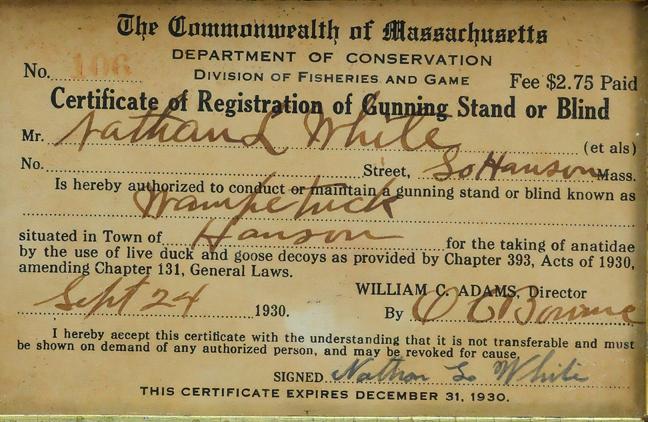 The Commonwealth of Massachusetts
DEPARTMENT OF CONSERVATION
No. 106 DIVISION OF FISHERIES AND GAME Fee $2.75 Paid
Certificate of Registration of Gunning Stand or Blind
Mr. Nathan L White (et als)
No. Street, So Hanson Mass.
Is hereby authorized to conduct or maintain a gunning stand or blind known as
Wampetuck
situated in Town of Hanson for the taking of anatidae
by the use of live duck and goose decoys as provided by Chapter 393, Acts of 1930,
amending Chapter 131, General Laws.
WILLIAM C. ADAMS, Director
Sept 24 1930. By O C Bourne
I hereby accept this certificate with the understanding that it is not transferable and must
be shown on demand of any authorized person, and may be revoked for cause.
SIGNED Nathan L White
THIS CERTIFICATE EXPIRES DECEMBER 31, 1930.